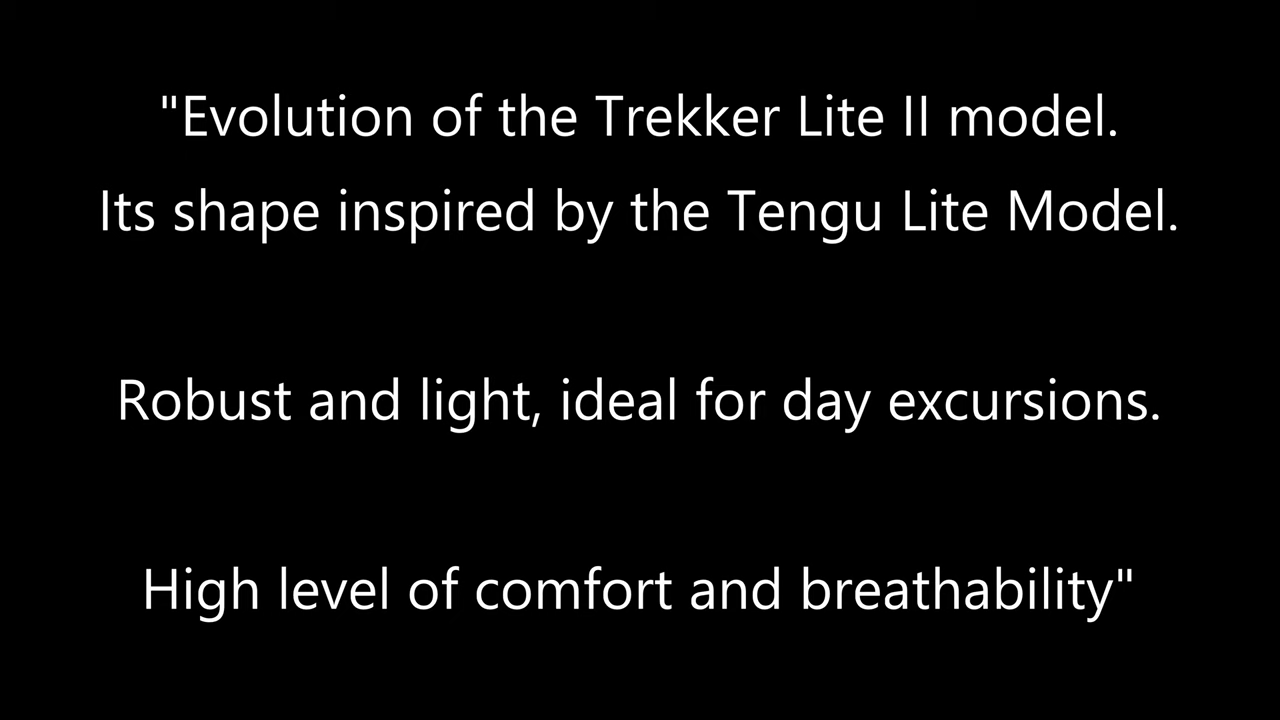 "Evolution of the Trekker Lite II model.
Its shape inspired by the Tengu Lite Model.
Robust and light, ideal for day excursions.
High level of comfort and breathability"